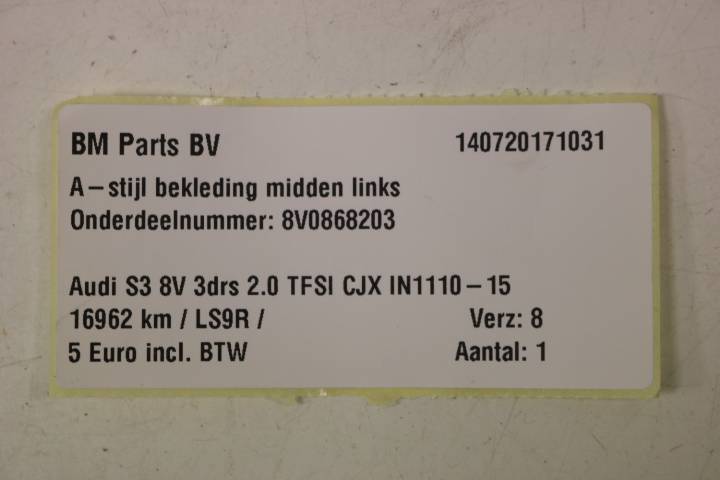 BM Parts BV 140720171031
A-stijl bekleding midden links
Onderdeelnummer: 8V0868203
Audi S3 8V 3drs 2.0 TFSI CJX IN1110-15
16962 km / LS9R / Verz: 8
5 Euro incl. BTW Aantal: 1